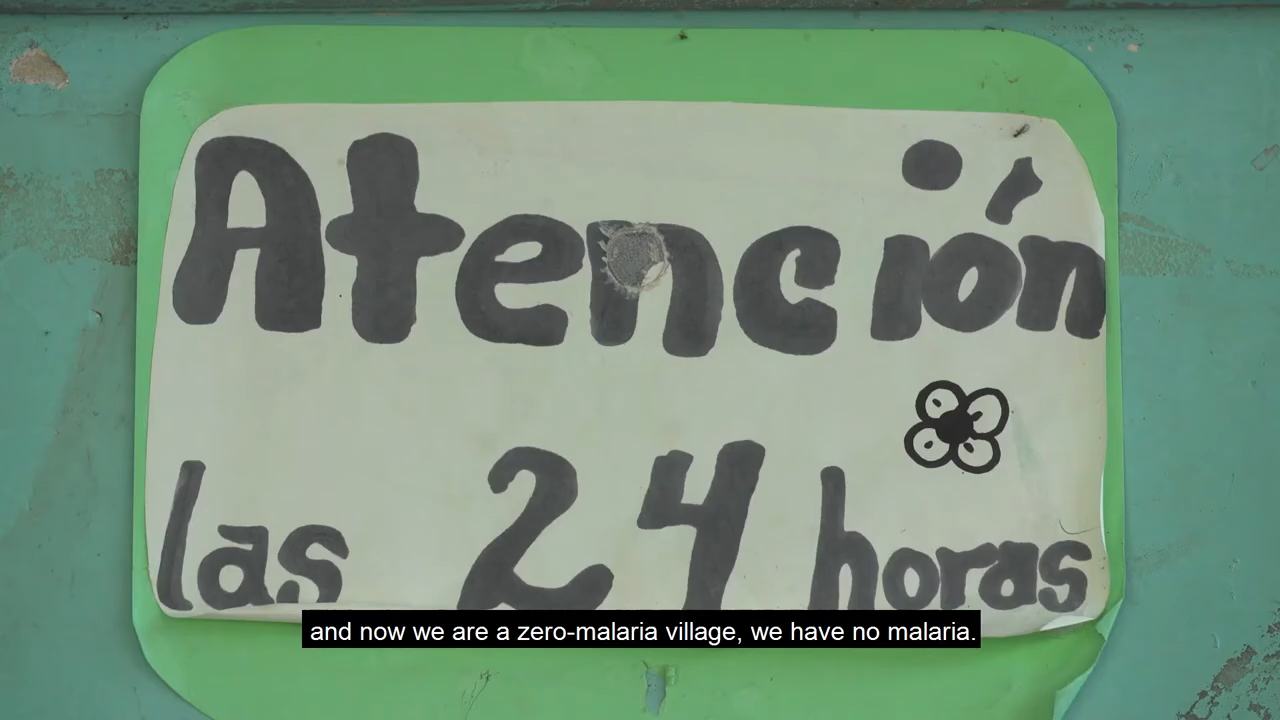 Atención
las 24 horas
and now we are a zero-malaria village, we have no malaria.